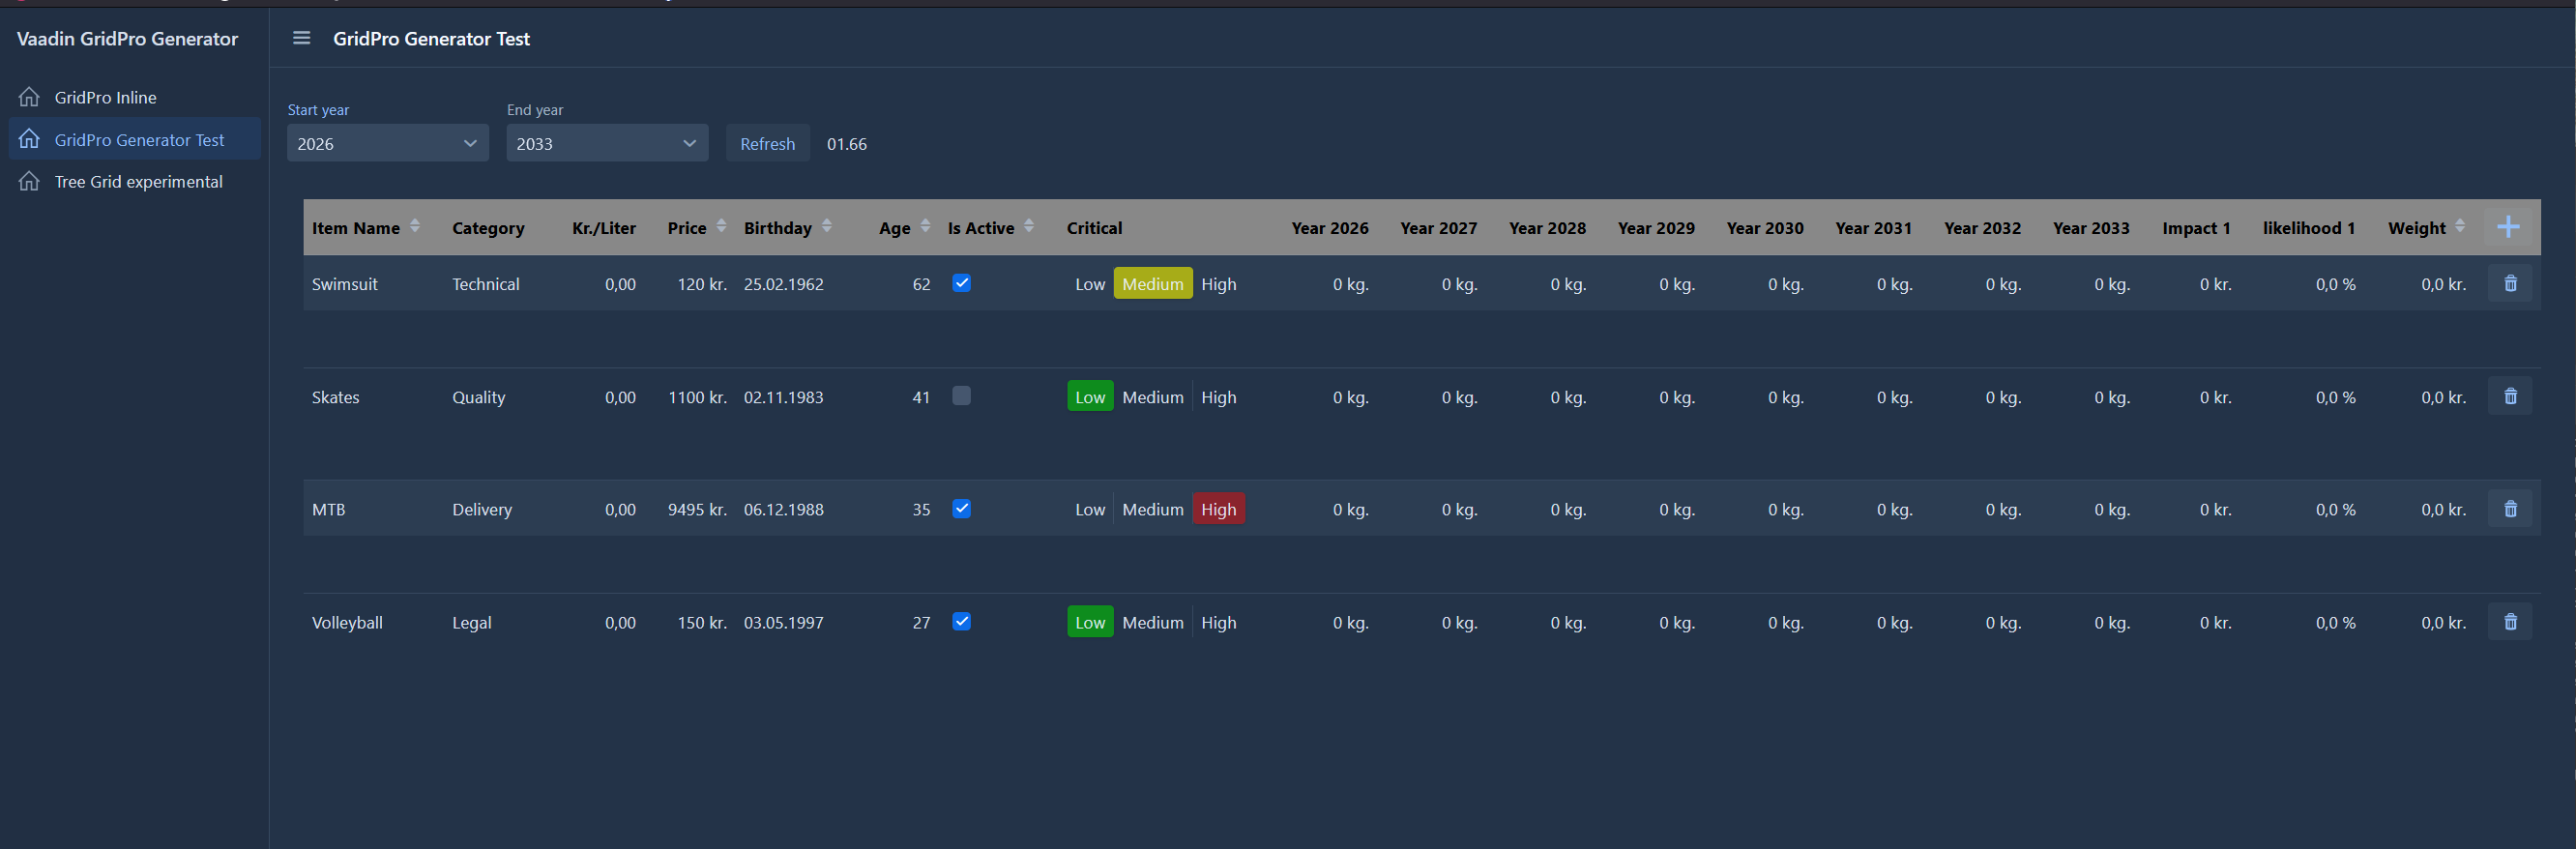 Vaadin GridPro Generator
GridPro Generator Test
GridPro Inline
GridPro Generator Test
Tree Grid experimental
Start year End year
2026 2033 Refresh 01.66
Item Name Category Kr./Liter Price Birthday Age Is Active Critical Year 2026 Year 2027 Year 2028 Year 2029 Year 2030 Year 2031 Year 2032 Year 2033 Impact 1 likelihood 1 Weight
Swimsuit Technical 0,00 120 kr. 25.02.1962 62 Low Medium High 0 kg. 0 kg. 0 kg. 0 kg. 0 kg. 0 kg. 0 kg. 0 kg. 0 kr. 0,0 % 0,0 kr.
Skates Quality 0,00 1100 kr. 02.11.1983 41 Low Medium High 0 kg. 0 kg. 0 kg. 0 kg. 0 kg. 0 kg. 0 kg. 0 kg. 0 kr. 0,0 % 0,0 kr.
MTB Delivery 0,00 9495 kr. 06.12.1988 35 Low Medium High 0 kg. 0 kg. 0 kg. 0 kg. 0 kg. 0 kg. 0 kg. 0 kg. 0 kr. 0,0 % 0,0 kr.
Volleyball Legal 0,00 150 kr. 03.05.1997 27 Low Medium High 0 kg. 0 kg. 0 kg. 0 kg. 0 kg. 0 kg. 0 kg. 0 kg. 0 kr. 0,0 % 0,0 kr.